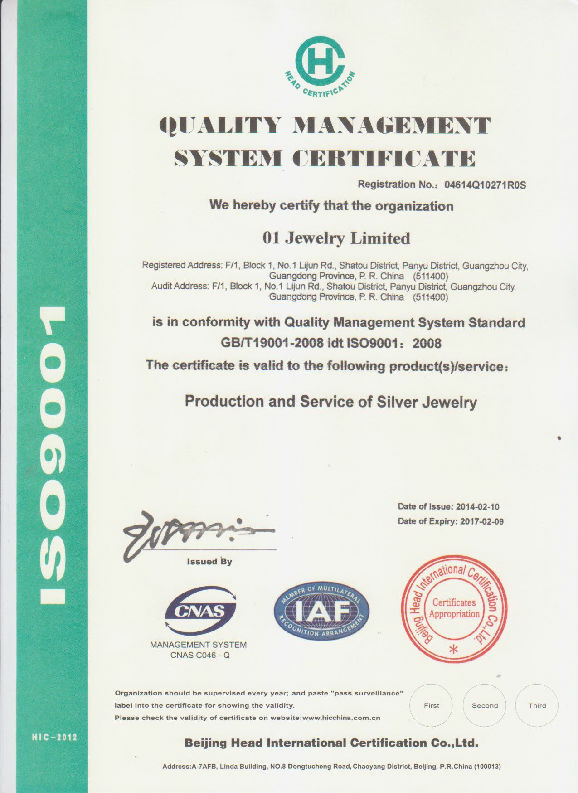 HC
HEAD CERTIFICATION
QUALITY MANAGEMENT
SYSTEM CERTIFICATE
Registration No.: 04614Q10271R0S
We hereby certify that the organization
01 Jewelry Limited
Registered Address: F/1, Block 1, No.1 Lijun Rd., Shatou District, Panyu District, Guangzhou City,
Guangdong Province, P. R. China (511400)
Audit Address: F/1, Block 1, No.1 Lijun Rd., Shatou District, Panyu District, Guangzhou City
Guangdong Province, P. R. China (511400)
is in conformity with Quality Management System Standard
GB/T19001-2008 idt ISO9001: 2008
The certificate is valid to the following product(s)/service:
Production and Service of Silver Jewelry
ISO9001
Date of Issue: 2014-02-10
Date of Expiry: 2017-02-09
Issued By
CNAS
MANAGEMENT SYSTEM
CNAS C046 - Q
MEMBER OF MULTILATERAL
IAF
RECOGNITION ARRANGEMENT
Beijing Head International Certification Co.,Ltd.
Certificates
Appropriation
Organization should be supervised every year; and paste "pass surveillance"
label into the certificate for showing the validity.
Please check the validity of certificate on website:www.hicchina.com.cn
First
Second
Third
HIC-2012
Beijing Head International Certification Co.,Ltd.
Address:A-7AFB, Linda Building, NO.8 Dongtucheng Road, Chaoyang District, Beijing, P.R.China (100013)